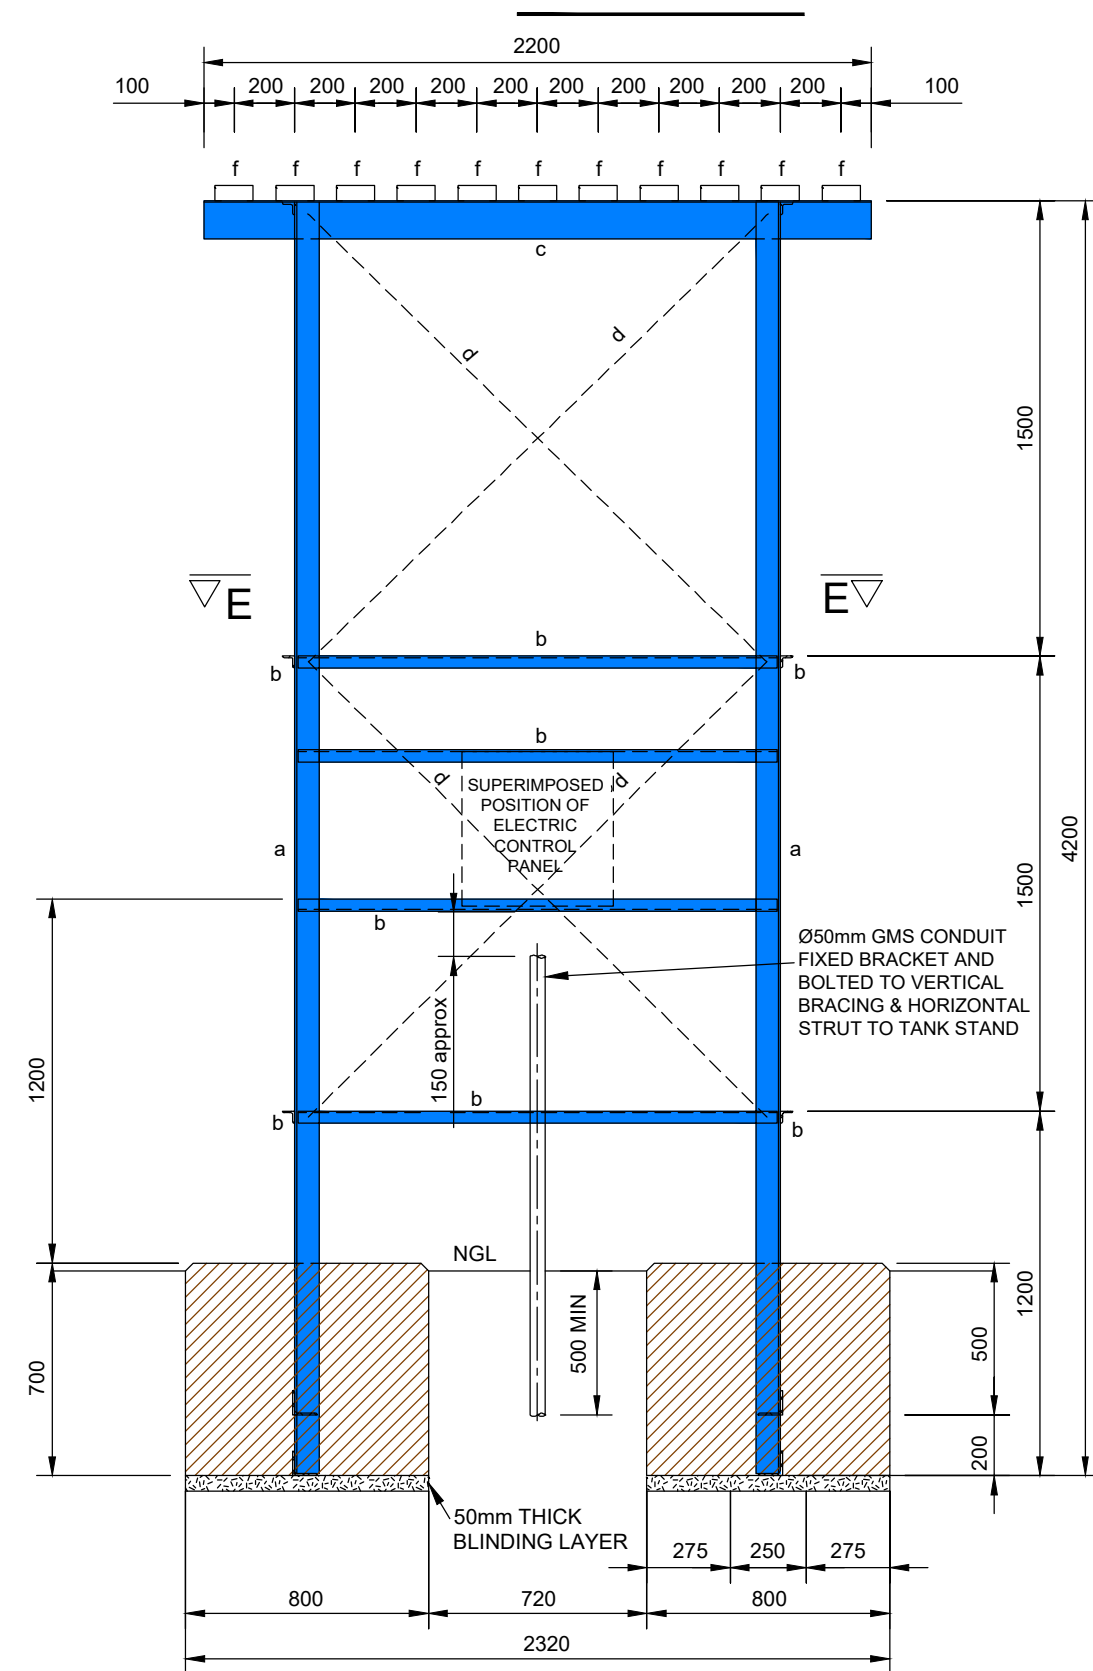 2200
100 200 200 200 200 200 200 200 200 200 200 100
f f f f f f f f f f f
c
d d
1500
E E
b
b b
b
d d
SUPERIMPOSED
POSITION OF
ELECTRIC
CONTROL
PANEL
a a
4200
1500
b
Ø50mm GMS CONDUIT
FIXED BRACKET AND
BOLTED TO VERTICAL
BRACING & HORIZONTAL
STRUT TO TANK STAND
150 approx
1200
b
b b
NGL
500 MIN
1200
500
700
200
50mm THICK
BLINDING LAYER
275 250 275
800 720 800
2320